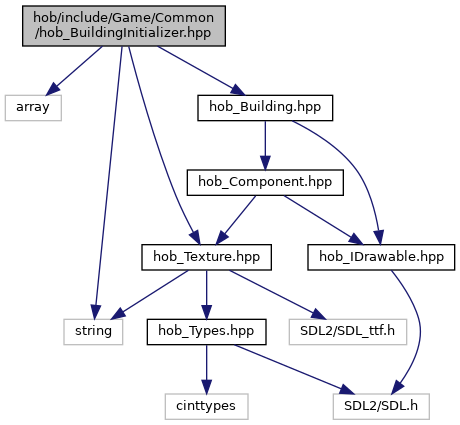 hob/include/Game/Common
/hob_BuildingInitializer.hpp
array
hob_Building.hpp
hob_Component.hpp
hob_Texture.hpp
hob_IDrawable.hpp
string
hob_Types.hpp
SDL2/SDL_ttf.h
cinttypes
SDL2/SDL.h